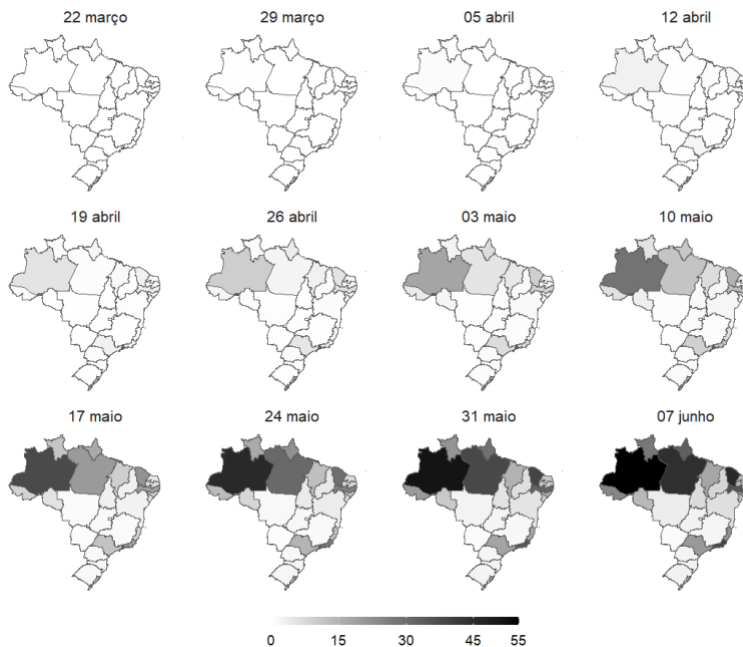 22 março 29 março 05 abril 12 abril
19 abril 26 abril 03 maio 10 maio
17 maio 24 maio 31 maio 07 junho
0 15 30 45 55